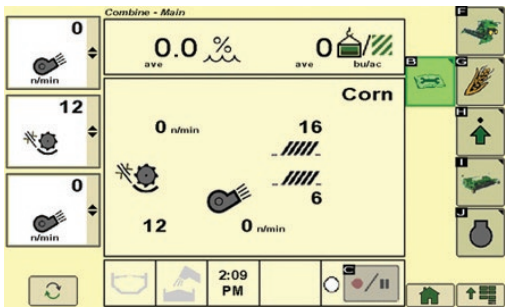 Combine - Main
0
n/min
12
0
n/min
0.0 %
ave
0 /
ave bu/ac
Corn
0 n/min
16
6
12
0 n/min
2:09
PM
C
/
B
F
G
H
I
J